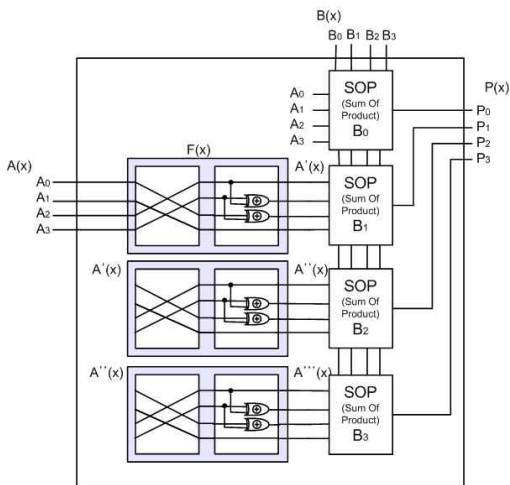 B(x)
B0 B1 B2 B3
P(x)
A0
A1
A2
A3
SOP
(Sum Of
Product)
B0
P0
P1
P2
P3
F(x)
A(x)
A0
A1
A2
A3
A'(x)
SOP
(Sum Of
Product)
B1
A'(x)
A''(x)
SOP
(Sum Of
Product)
B2
A''(x)
A'''(x)
SOP
(Sum Of
Product)
B3